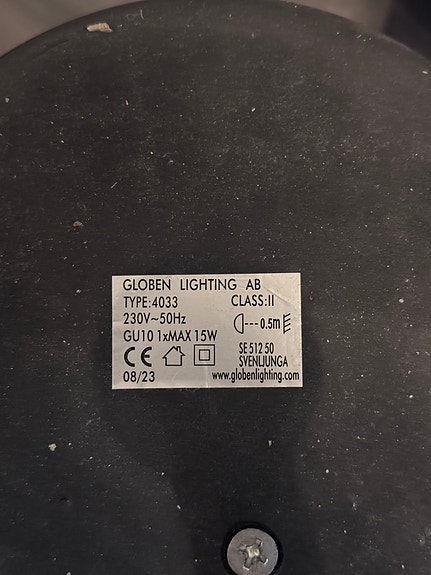 GLOBEN LIGHTING AB
TYPE:4033 CLASS:II
230V~50Hz
0.5m
GU10 1xMAX 15W
CE
SE 512 50
SVENLJUNGA
08/23 www.globenlighting.com